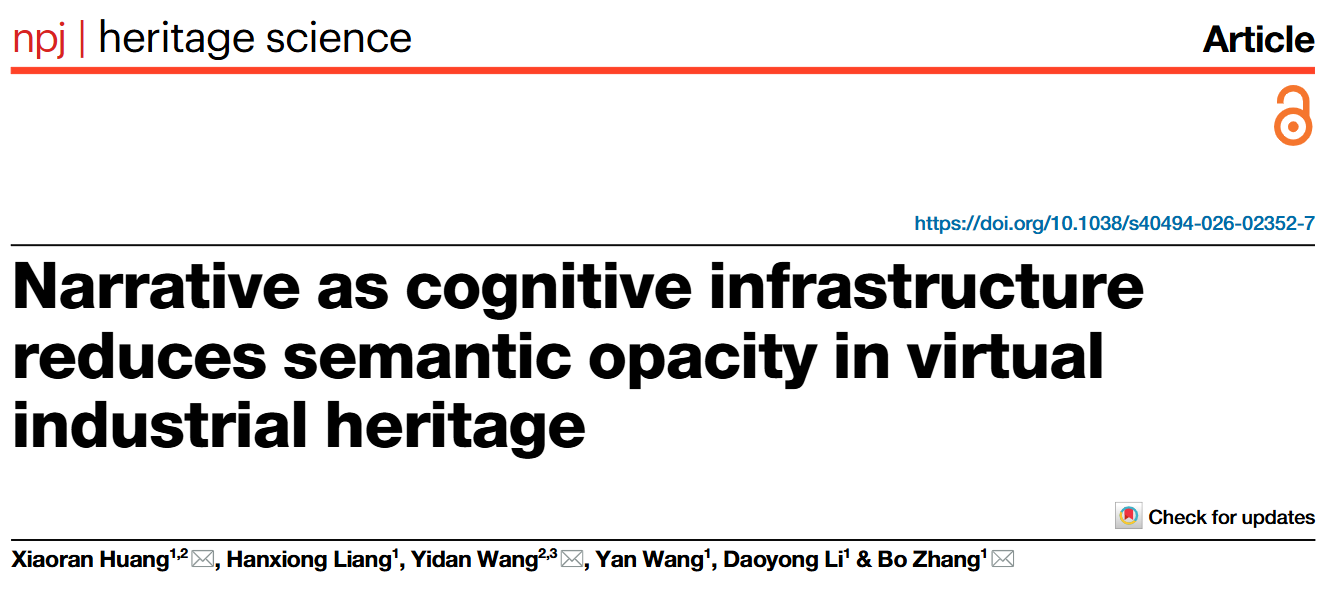 npj | heritage science
Article
https://doi.org/10.1038/s40494-026-02352-7
Narrative as cognitive infrastructure
reduces semantic opacity in virtual
industrial heritage
Check for updates
Xiaoran Huang1,2, Hanxiong Liang1, Yidan Wang2,3, Yan Wang1, Daoyong Li1 & Bo Zhang1